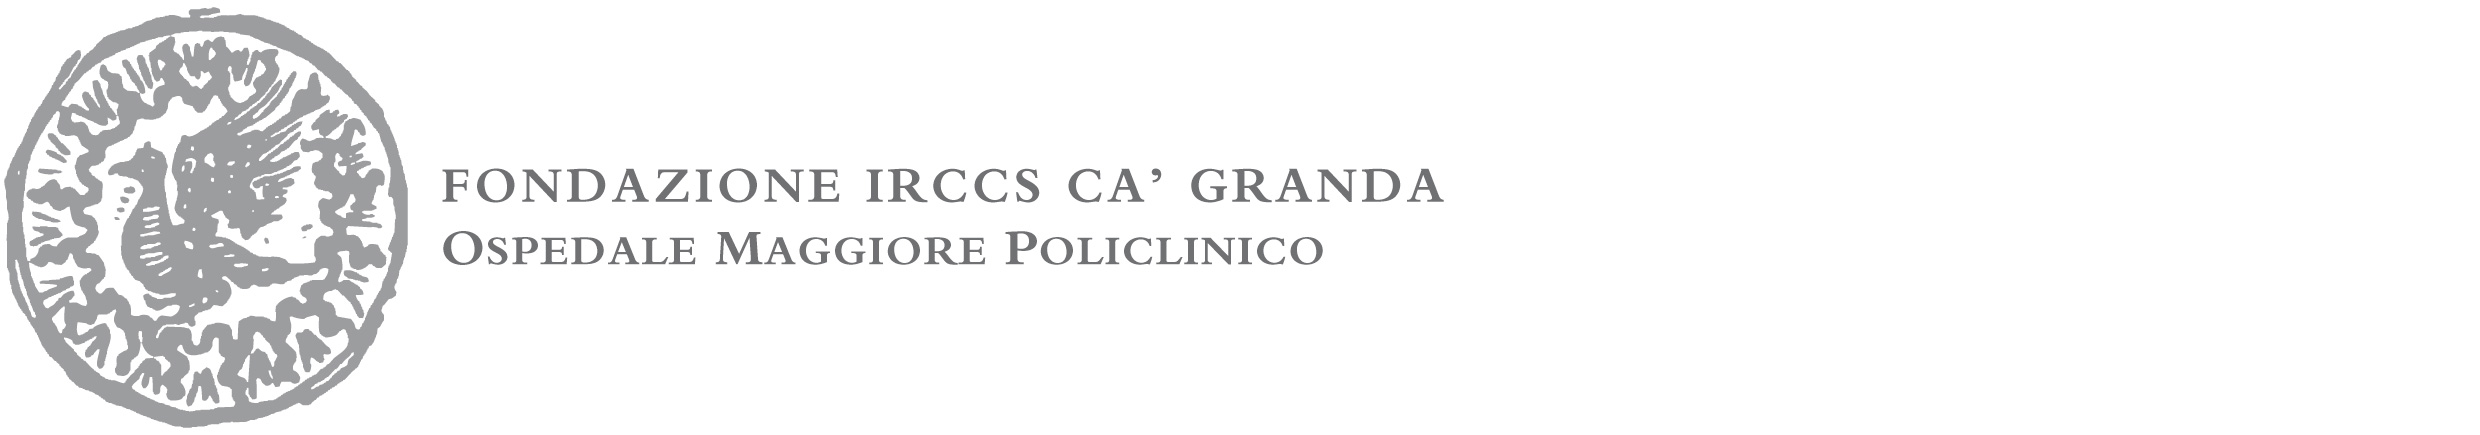 FONDAZIONE IRCCS CA’ GRANDA
OSPEDALE MAGGIORE POLICLINICO